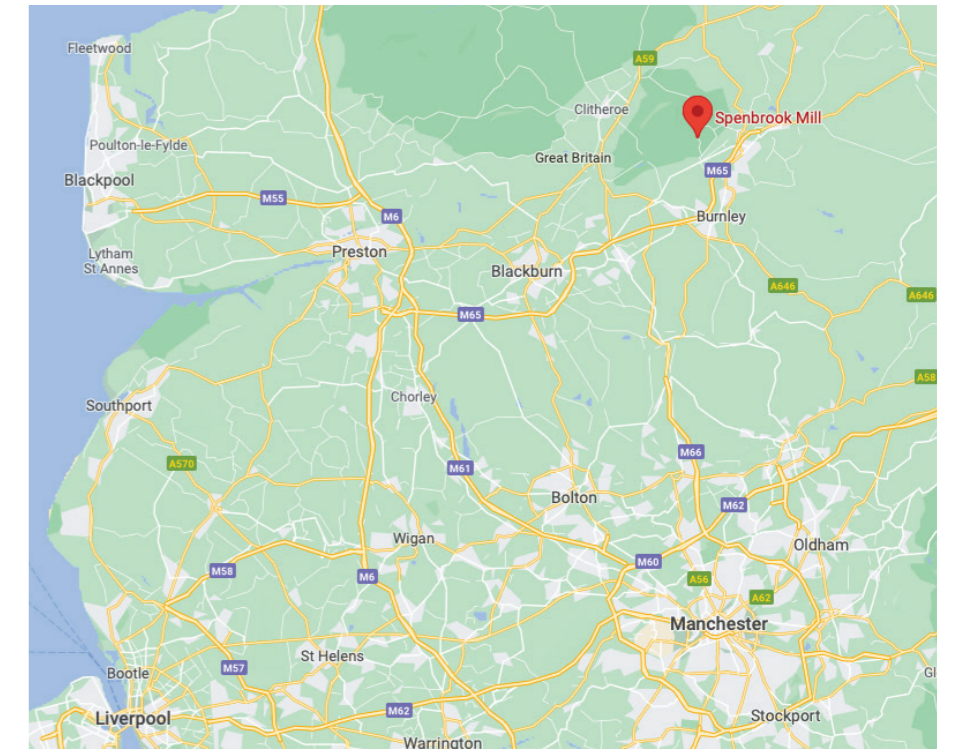 Fleetwood
A59
Clitheroe
Spenbrook Mill
Poulton-le-Fylde
Great Britain
M65
Blackpool
M55
M6
Burnley
Lytham
St Annes
Preston
Blackburn
A646
A646
M65
A58
Chorley
Southport
M66
A570
M61
Bolton
M62
Wigan
Oldham
M58
M6
M60
A56
A62
Manchester
St Helens
Bootle
M57
Gl
M62
Liverpool
Stockport
Warrington